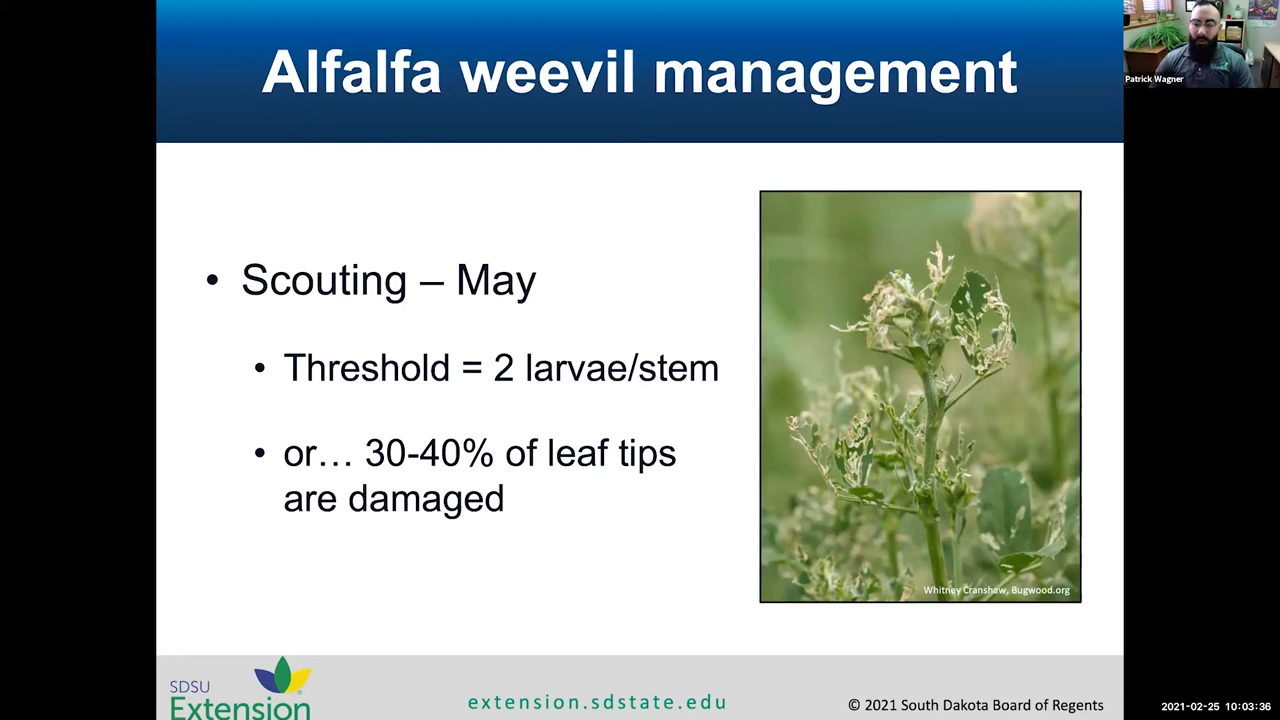 Alfalfa weevil management
Patrick Wagner
• Scouting – May
• Threshold = 2 larvae/stem
• or… 30-40% of leaf tips
are damaged
Whitney Cranshaw, Bugwood.org
SDSU
Extension
extension.sdstate.edu
© 2021 South Dakota Board of Regents
2021-02-25 10:03:36